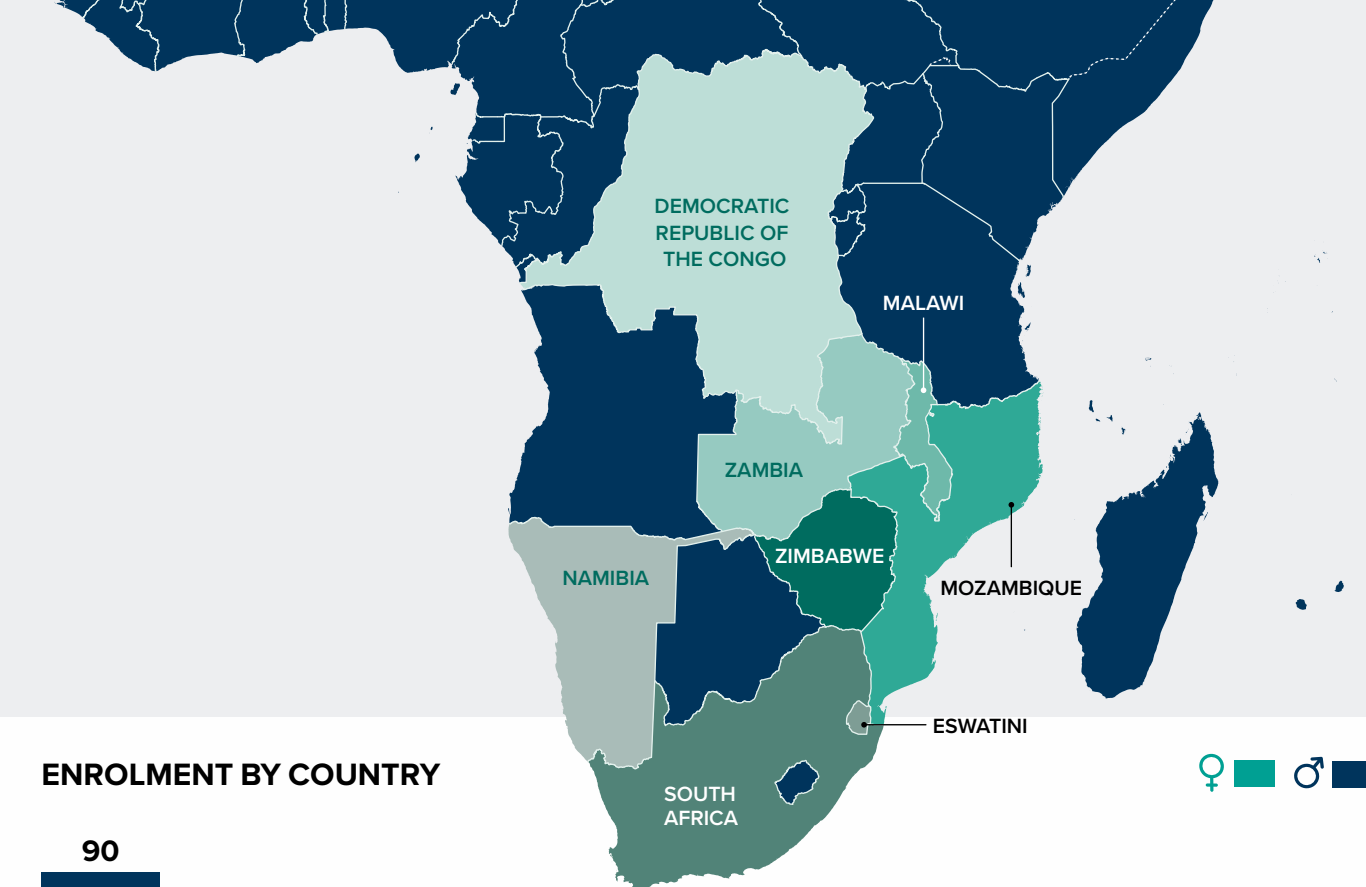 DEMOCRATIC
REPUBLIC OF
THE CONGO
MALAWI
ZAMBIA
ZIMBABWE
NAMIBIA
MOZAMBIQUE
ESWATINI
ENROLMENT BY COUNTRY
SOUTH
AFRICA
90